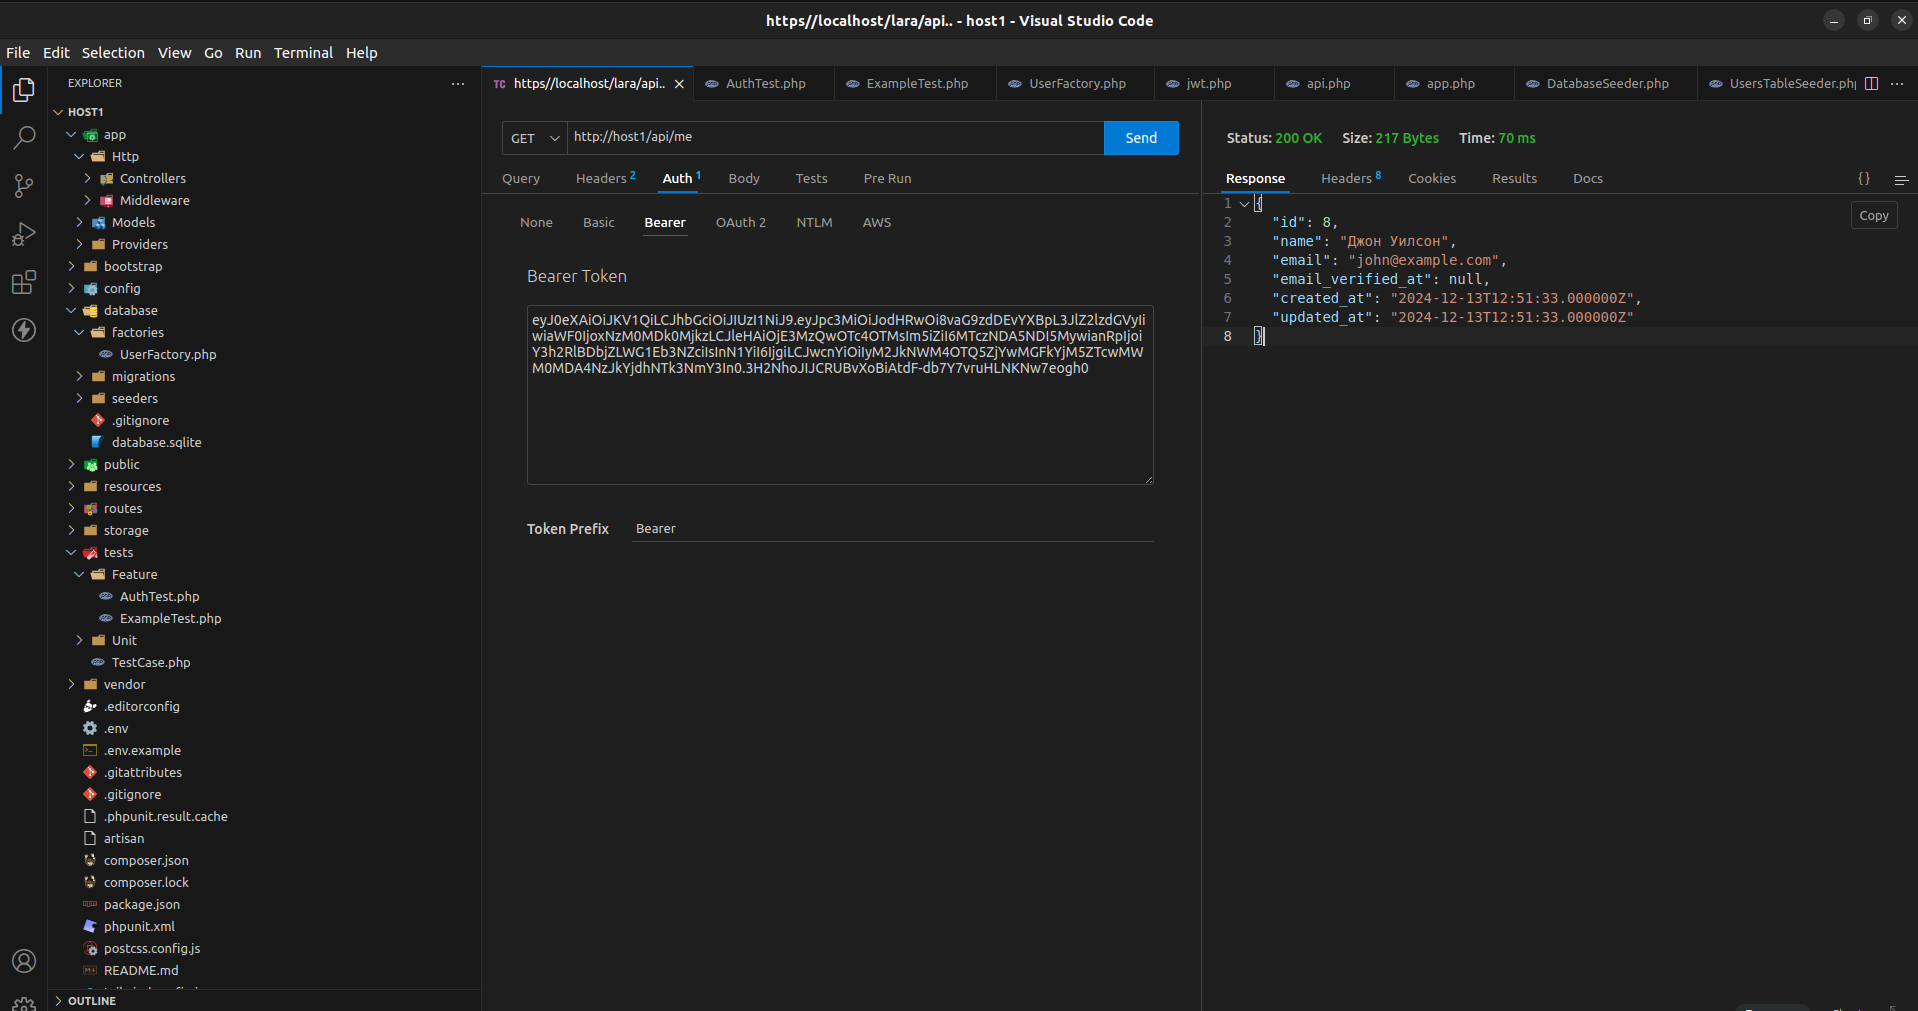 https//localhost/lara/api.. - host1 - Visual Studio Code
File Edit Selection View Go Run Terminal Help
EXPLORER
HOST1
app
Http
Controllers
Middleware
Models
Providers
bootstrap
config
database
factories
UserFactory.php
migrations
seeders
.gitignore
database.sqlite
public
resources
routes
storage
tests
Feature
AuthTest.php
ExampleTest.php
Unit
TestCase.php
vendor
.editorconfig
.env
.env.example
.gitattributes
.gitignore
.phpunit.result.cache
artisan
composer.json
composer.lock
package.json
phpunit.xml
postcss.config.js
README.md
OUTLINE
TC https//localhost/lara/api.. AuthTest.php ExampleTest.php UserFactory.php jwt.php api.php app.php DatabaseSeeder.php UsersTableSeeder.php
GET http://host1/api/me Send
Query Headers 2 Auth 1 Body Tests Pre Run
None Basic Bearer OAuth 2 NTLM AWS
Bearer Token
eyJ0eXAiOiJKV1QiLCJhbGciOiJIUzI1NiJ9.eyJpc3MiOiJodHRwOi8vaG9zdDEvYXBpL3JlZ2lzdGVyIi
wiaWF0IjoxNzM0MDk0MjkzLCJleHAiOjE3MzQwOTc4OTMsIm5iZiI6MTczNDA5NDI5MywianRpIjoi
Y3h2RlBDbjZLWG1Eb3NZciIsInN1YiI6IjgiLCJwcnYiOiIyM2JkNWM4OTQ5ZjYwMGFkYjM5ZTcwMW
M0MDA4NzJkYjdhNTk3NmY3In0.3H2NhoJIJCRUBvXoBiAtdF-db7Y7vruHLNKNw7eogh0
Token Prefix Bearer
Status: 200 OK Size: 217 Bytes Time: 70 ms
Response Headers 8 Cookies Results Docs {}
Copy
1 {
2 "id": 8,
3 "name": "Джон Уилсон",
4 "email": "john@example.com",
5 "email_verified_at": null,
6 "created_at": "2024-12-13T12:51:33.000000Z",
7 "updated_at": "2024-12-13T12:51:33.000000Z"
8 }